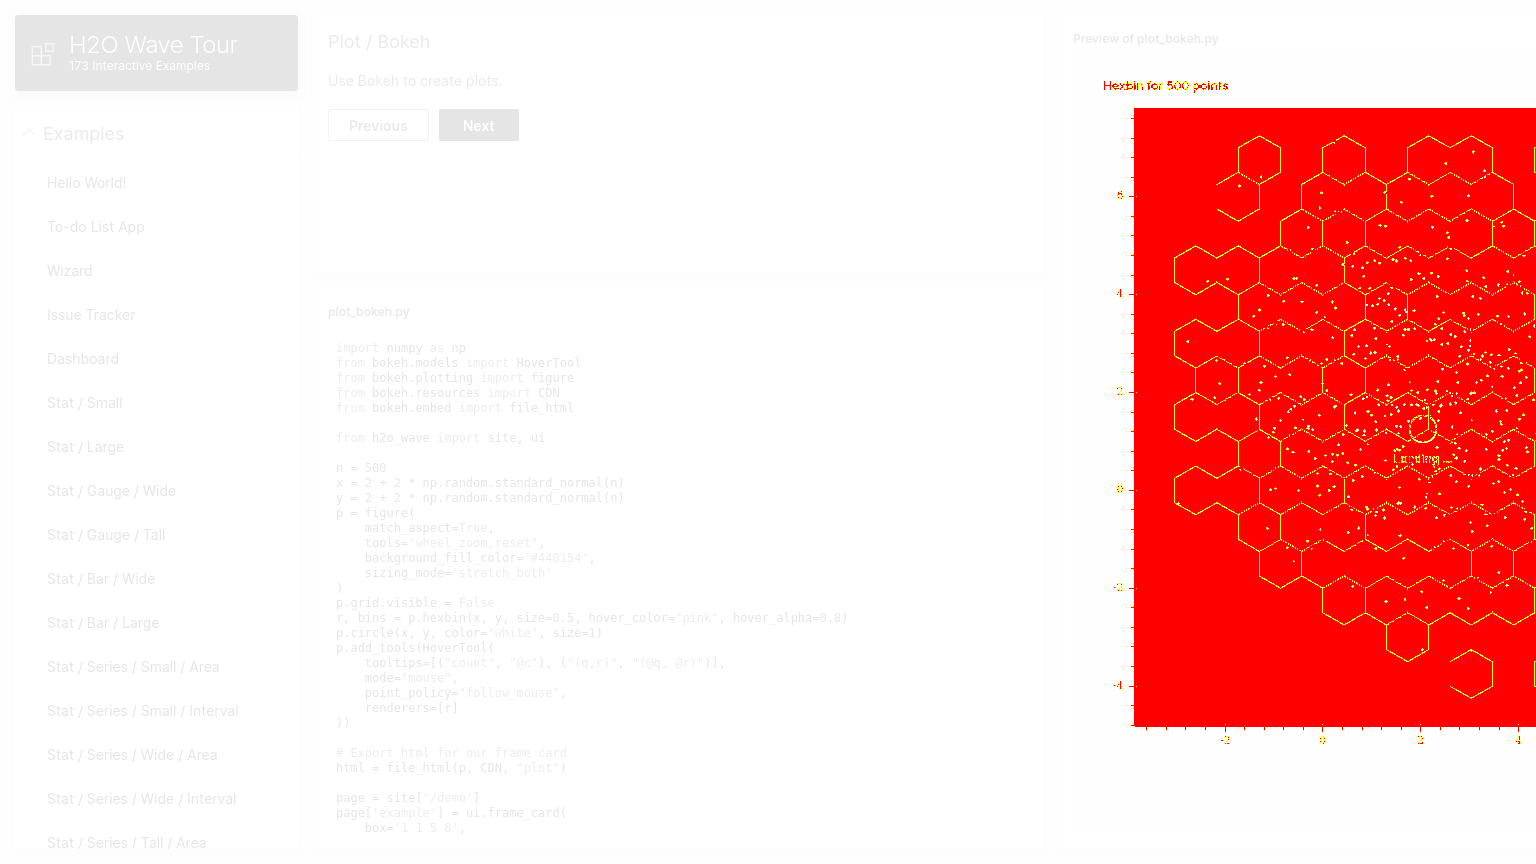 H2O Wave Tour
173 Interactive Examples
Examples
Hello World!
To-do List App
Wizard
Issue Tracker
Dashboard
Stat / Small
Stat / Large
Stat / Gauge / Wide
Stat / Gauge / Tall
Stat / Bar / Wide
Stat / Bar / Large
Stat / Series / Small / Area
Stat / Series / Small / Interval
Stat / Series / Wide / Area
Stat / Series / Wide / Interval
Stat / Series / Tall / Area
Plot / Bokeh
Use Bokeh to create plots.
Previous
Next
plot_bokeh.py
import numpy as np
from bokeh.models import HoverTool
from bokeh.plotting import figure
from bokeh.resources import CDN
from bokeh.embed import file_html
from h2o_wave import site, ui
n = 500
x = 2 + 2 * np.random.standard_normal(n)
y = 2 + 2 * np.random.standard_normal(n)
p = figure(
    match_aspect=True,
    tools="wheel_zoom,reset",
    background_fill_color='#440154',
    sizing_mode='stretch_both'
)
p.grid.visible = False
r, bins = p.hexbin(x, y, size=0.5, hover_color="pink", hover_alpha=0.8)
p.circle(x, y, color="white", size=1)
p.add_tools(HoverTool(
    tooltips=[("count", "@c"), ("(q,r)", "(@q, @r)")],
    mode="mouse",
    point_policy="follow_mouse",
    renderers=[r]
))
# Export html for our frame card
html = file_html(p, CDN, "plot")
page = site['/demo']
page['example'] = ui.frame_card(
    box='1 1 5 8',
Preview of plot_bokeh.py
Hexbin for 500 points
6
4
2
0
-2
-4
Loading...
-2
0
2
4